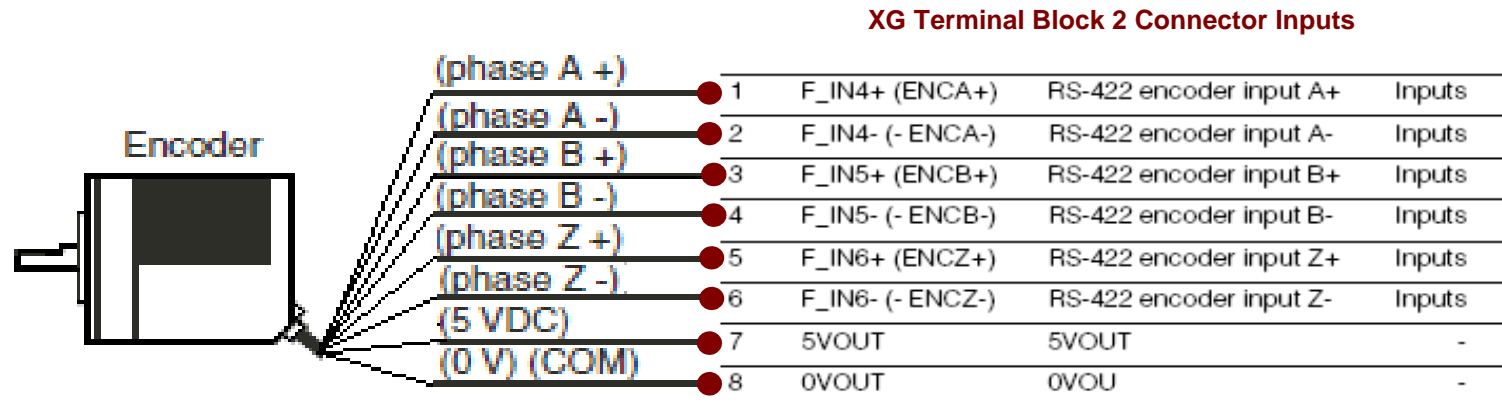 XG Terminal Block 2 Connector Inputs
Encoder
(phase A +)
1 F_IN4+ (ENCA+) RS-422 encoder input A+ Inputs
(phase A -)
2 F_IN4- (- ENCA-) RS-422 encoder input A- Inputs
(phase B +)
3 F_IN5+ (ENCB+) RS-422 encoder input B+ Inputs
(phase B -)
4 F_IN5- (- ENCB-) RS-422 encoder input B- Inputs
(phase Z +)
5 F_IN6+ (ENCZ+) RS-422 encoder input Z+ Inputs
(phase Z -)
6 F_IN6- (- ENCZ-) RS-422 encoder input Z- Inputs
(5 VDC)
7 5VOUT 5VOUT -
(0 V) (COM)
8 0VOUT 0VOU -